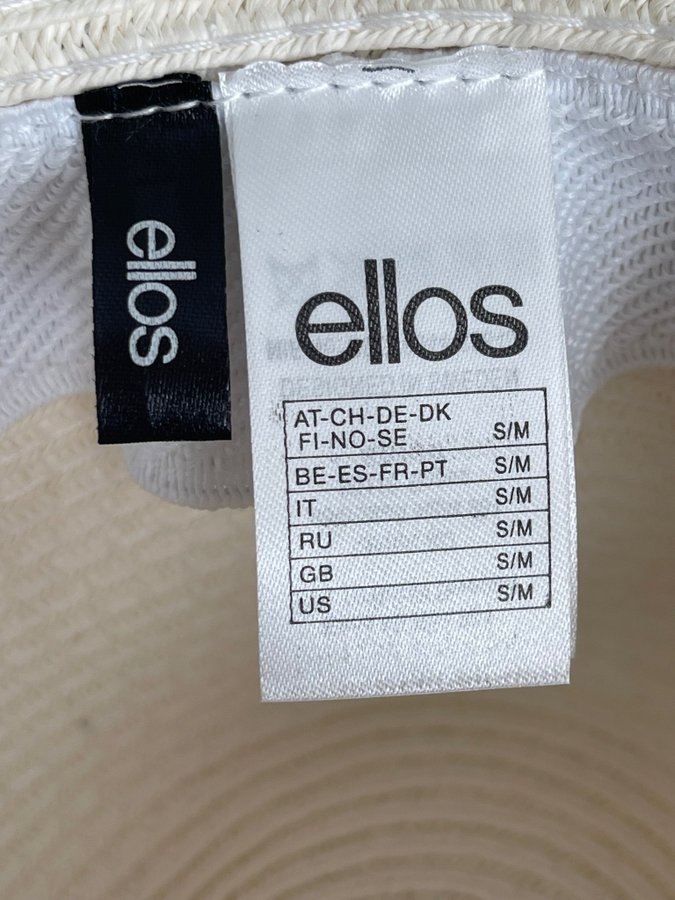 ellos
ellos
AT-CH-DE-DK
FI-NO-SE S/M
BE-ES-FR-PT S/M
IT S/M
RU S/M
GB S/M
US S/M